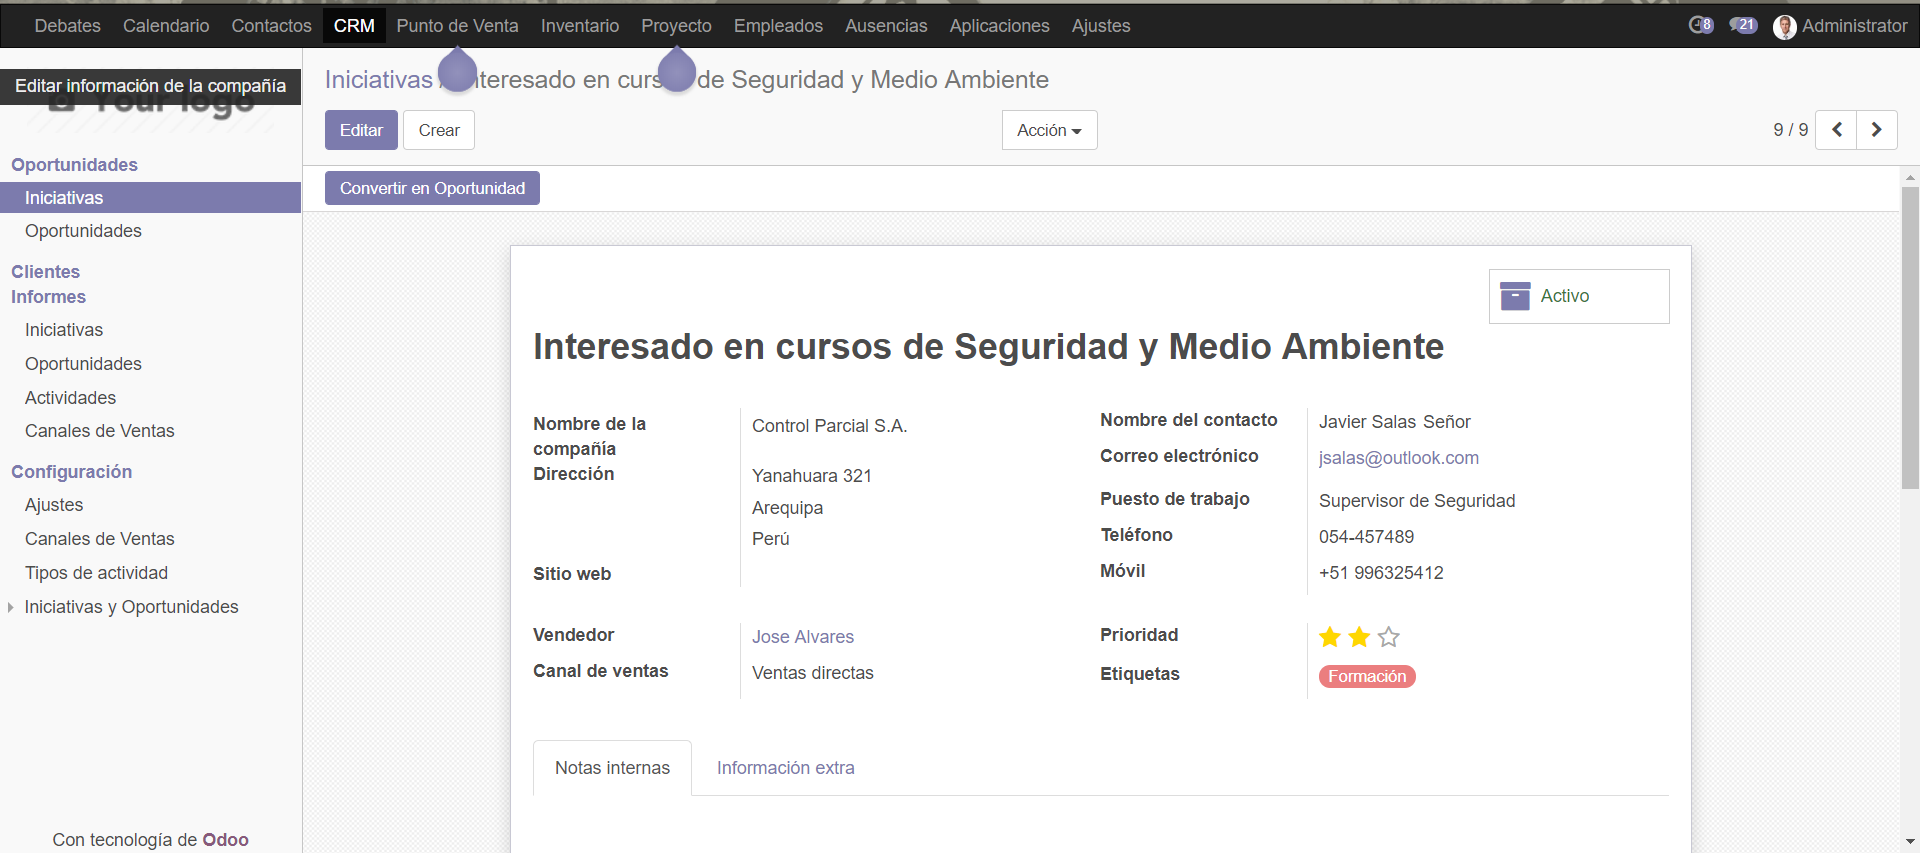 Debates Calendario Contactos CRM Punto de Venta Inventario Proyecto Empleados Ausencias Aplicaciones Ajustes 8 21 Administrator
Editar información de la compañía
Your logo
Oportunidades
Iniciativas
Oportunidades
Clientes
Informes
Iniciativas
Oportunidades
Actividades
Canales de Ventas
Configuración
Ajustes
Canales de Ventas
Tipos de actividad
Iniciativas y Oportunidades
Con tecnología de Odoo
Iniciativas / Interesado en cursos de Seguridad y Medio Ambiente
Editar Crear Acción 9 / 9
Convertir en Oportunidad
Activo
Interesado en cursos de Seguridad y Medio Ambiente
Nombre de la compañía Control Parcial S.A.
Dirección Yanahuara 321
Arequipa
Perú
Sitio web
Nombre del contacto Javier Salas Señor
Correo electrónico jsalas@outlook.com
Puesto de trabajo Supervisor de Seguridad
Teléfono 054-457489
Móvil +51 996325412
Vendedor Jose Alvares
Canal de ventas Ventas directas
Prioridad
Etiquetas Formación
Notas internas Información extra